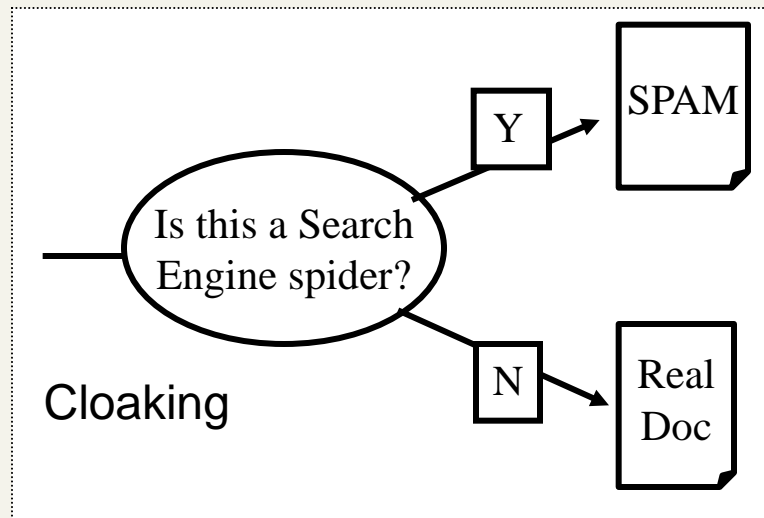 Y
SPAM
Is this a Search
Engine spider?
N
Real
Doc
Cloaking